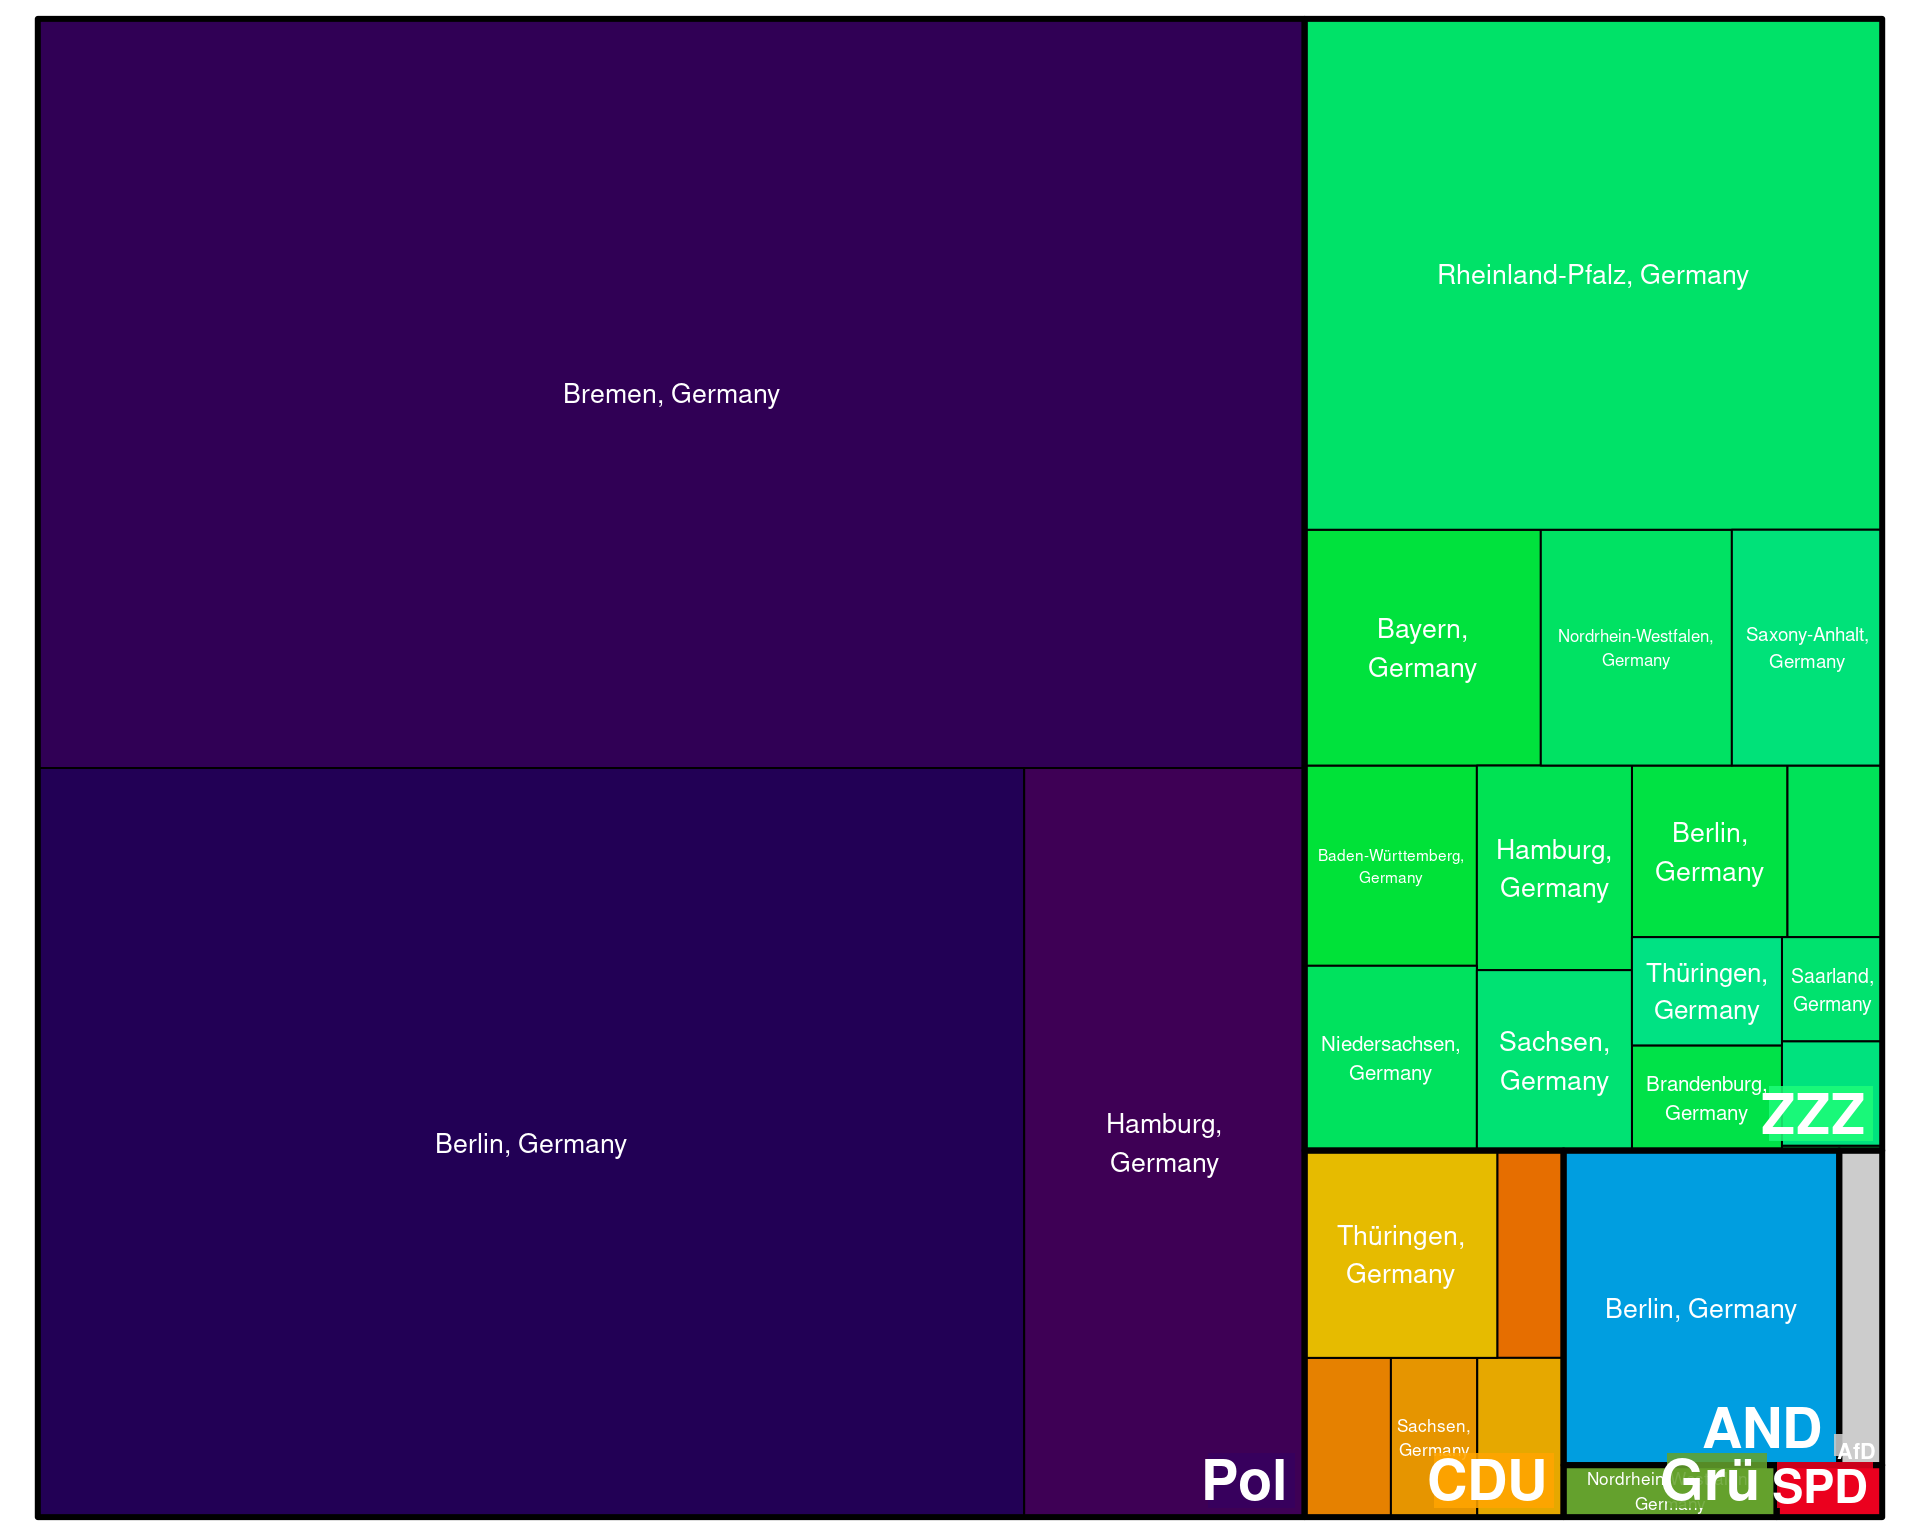 Bremen, Germany
Berlin, Germany
Hamburg,
Germany
Pol
Rheinland-Pfalz, Germany
Bayern,
Germany
Nordrhein-Westfalen,
Germany
Saxony-Anhalt,
Germany
Baden-Württemberg,
Germany
Hamburg,
Germany
Berlin,
Germany
Niedersachsen,
Germany
Sachsen,
Germany
Thüringen,
Germany
Saarland,
Germany
Brandenburg,
Germany
ZZZ
Thüringen,
Germany
Sachsen,
Germany
CDU
Berlin, Germany
AND
AfD
Germany
Grü
SPD